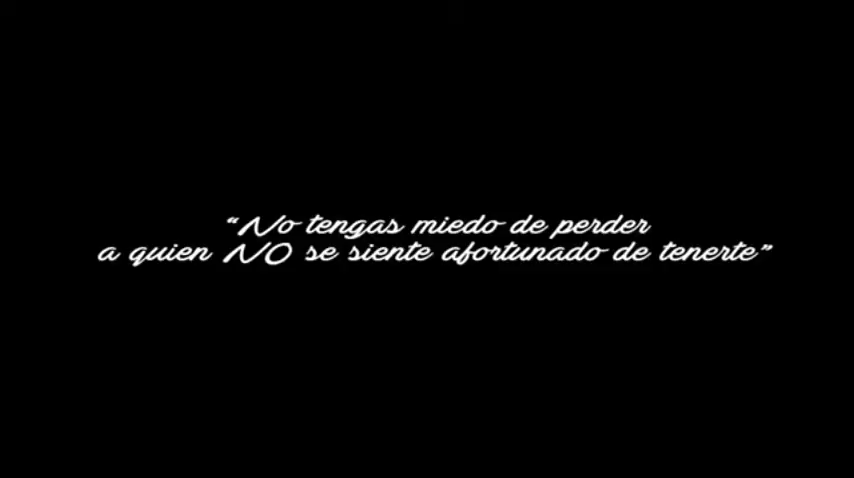 “No tengas miedo de perder
a quien NO se siente afortunado de tenerte”